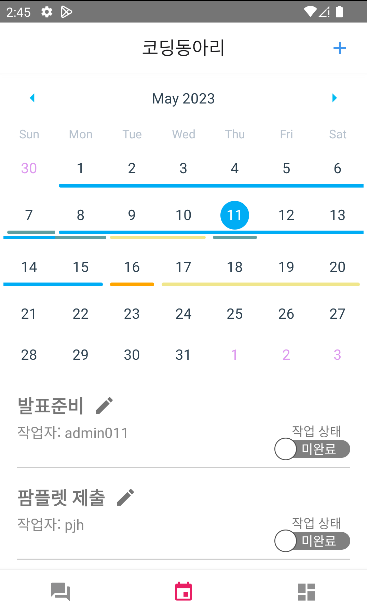 2:45
코딩동아리 +
May 2023
Sun Mon Tue Wed Thu Fri Sat
30 1 2 3 4 5 6
7 8 9 10 11 12 13
14 15 16 17 18 19 20
21 22 23 24 25 26 27
28 29 30 31 1 2 3
발표준비
작업자: admin011
작업 상태
미완료
팜플렛 제출
작업자: pjh
작업 상태
미완료